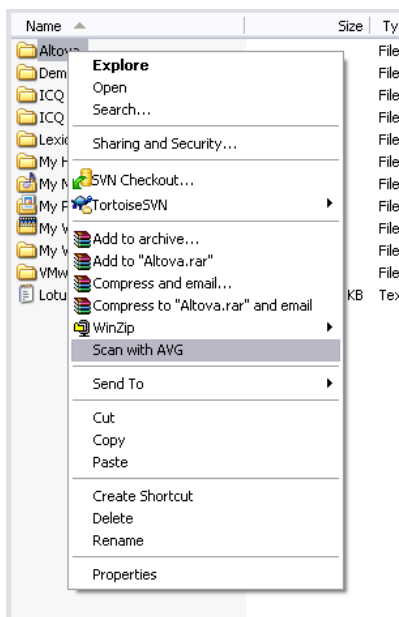 Name Size Ty
Altova File
Dem File
ICQ File
ICQ File
Lexic File
My H File
My M File
My P File
My V File
My V File
VMw File
Lotu KB Tex
Explore
Open
Search...
Sharing and Security...
SVN Checkout...
TortoiseSVN
Add to archive...
Add to "Altova.rar"
Compress and email...
Compress to "Altova.rar" and email
WinZip
Scan with AVG
Send To
Cut
Copy
Paste
Create Shortcut
Delete
Rename
Properties